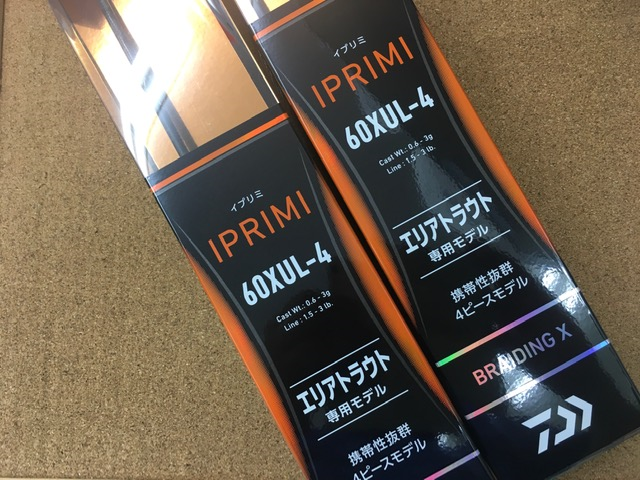 イプリミ
IPRIMI
60XUL-4
Cast Wt.: 0.6 - 3g
Line : 1.5 - 3 lb.
エリアトラウト
専用モデル
携帯性抜群
4ピースモデル
イプリミ
IPRIMI
60XUL-4
Cast Wt.: 0.6 - 3g
Line : 1.5 - 3 lb.
エリアトラウト
専用モデル
携帯性抜群
4ピースモデル
BRAIDING X